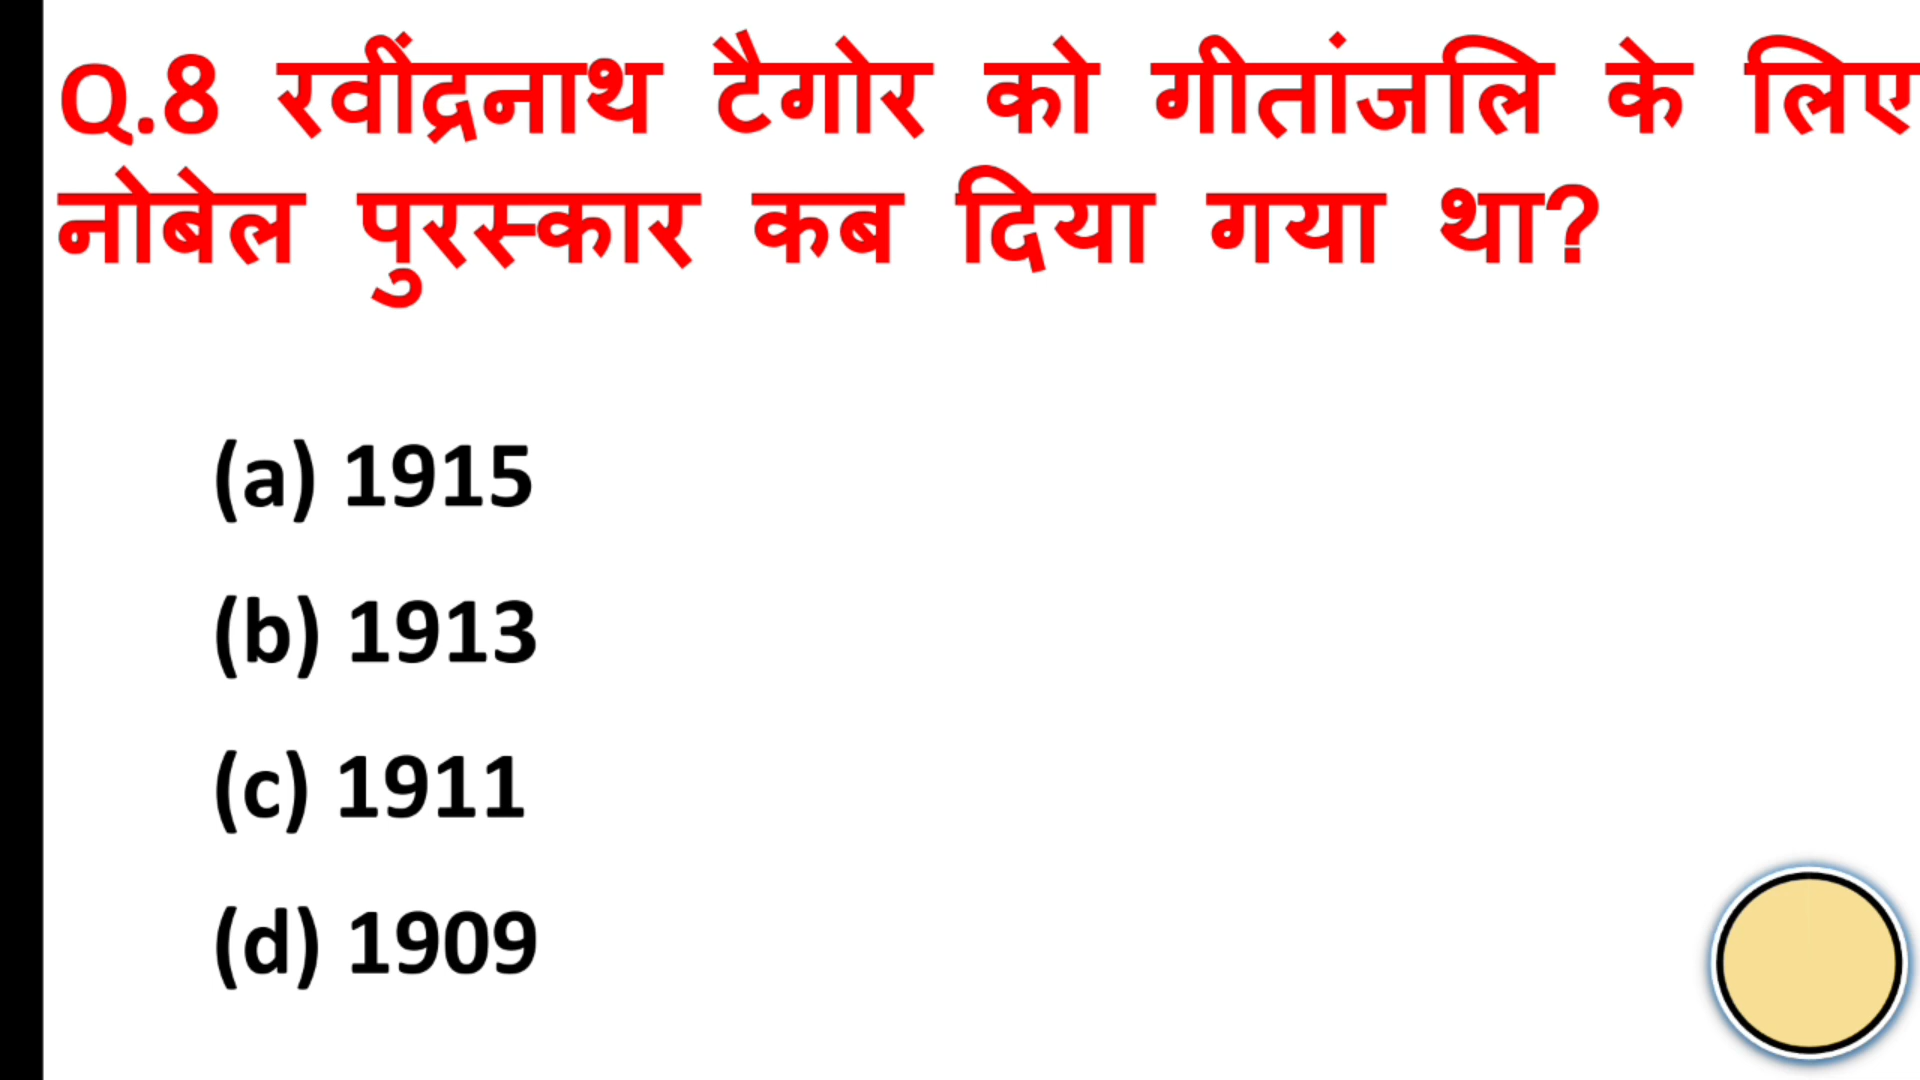 Q.8 रवींद्रनाथ टैगोर को गीतांजलि के लिए
नोबेल पुरस्कार कब दिया गया था?
(a) 1915
(b) 1913
(c) 1911
(d) 1909